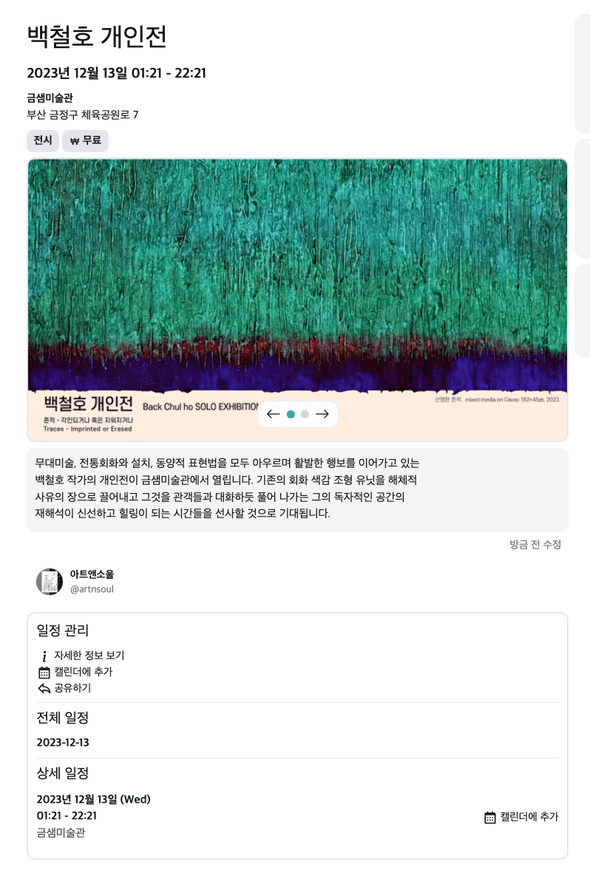 백철호 개인전
2023년 12월 13일 01:21 - 22:21
금샘미술관
부산 금정구 체육공원로 7
전시
₩ 무료
백철호 개인전 Back Chul ho SOLO EXHIBITION
흔적 - 각인되거나 혹은 지워지거나
Traces - Imprinted or Erased
선명한 흔적. mixed media on Cavas 162×45cm, 2023.
무대미술, 전통회화와 설치, 동양적 표현법을 모두 아우르며 활발한 행보를 이어가고 있는
백철호 작가의 개인전이 금샘미술관에서 열립니다. 기존의 회화 색감 조형 유닛을 해체적
사유의 장으로 끌어내고 그것을 관객들과 대화하듯 풀어 나가는 그의 독자적인 공간의
재해석이 신선하고 힐링이 되는 시간들을 선사할 것으로 기대됩니다.
방금 전 수정
아트앤소울
@artnsoul
일정 관리
자세한 정보 보기
캘린더에 추가
공유하기
전체 일정
2023-12-13
상세 일정
2023년 12월 13일 (Wed)
01:21 - 22:21
캘린더에 추가
금샘미술관